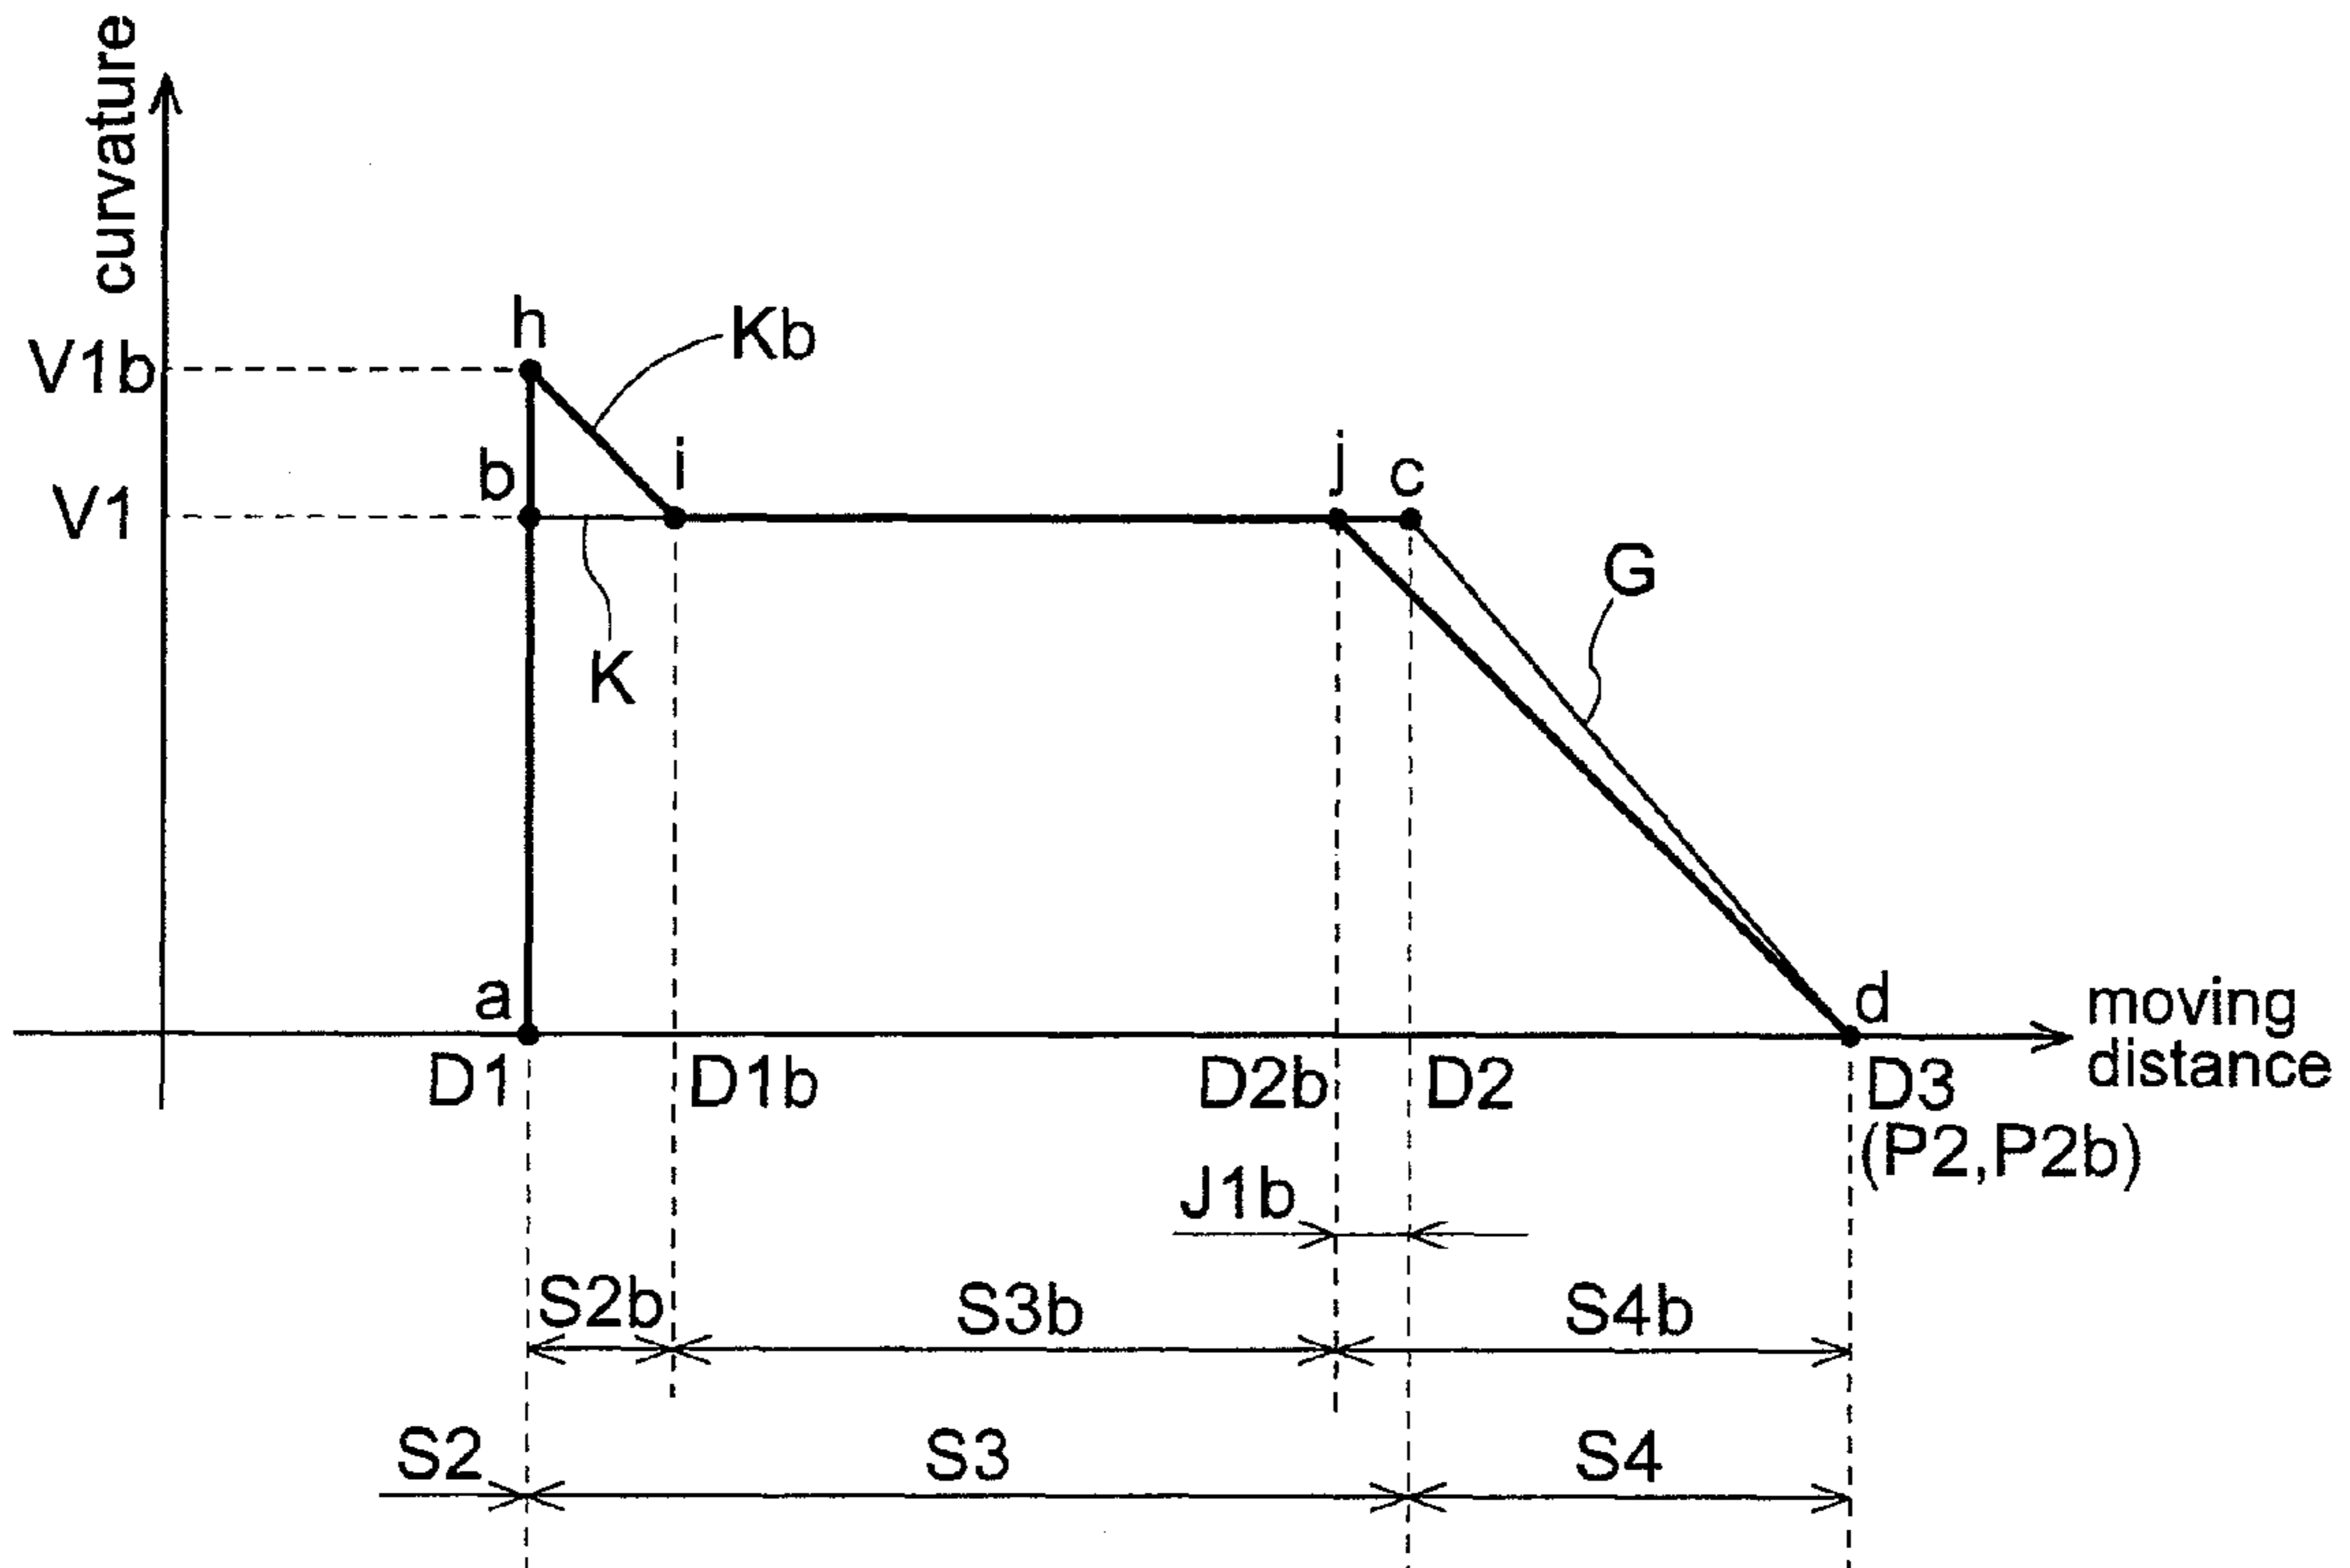 curvature
h
V1b
Kb
b
i
j
c
V1
G
K
a
d
moving
distance
D1
D1b
D2b
D2
D3
(P2,P2b)
J1b
S2b
S3b
S4b
S2
S3
S4